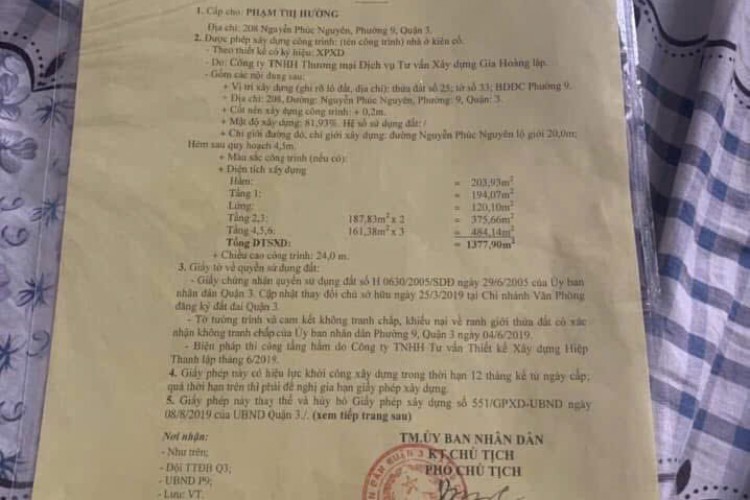 1. Cấp cho: PHẠM THỊ HƯỜNG
Địa chỉ: 208 Nguyễn Phúc Nguyên, Phường 9, Quận 3.
2. Được phép xây dựng công trình: (tên công trình) nhà ở kiên cố.
- Theo thiết kế có ký hiệu: XPXD
- Do: Công ty TNHH Thương mại Dịch vụ Tư vấn Xây dựng Gia Hoàng lập.
- Gồm các nội dung sau:
+ Vị trí xây dựng (ghi rõ lô đất, địa chỉ): thửa đất số 25; tờ số 33; BDDC Phường 9.
+ Địa chỉ: 208, Đường: Nguyễn Phúc Nguyên, Phường: 9, Quận: 3
+ Cốt nền xây dựng công trình: + 0,2m.
+ Mật độ xây dựng: 81,93%. Hệ số sử dụng đất: /
+ Chỉ giới đường đỏ, chỉ giới xây dựng: đường Nguyễn Phúc Nguyên lộ giới 20,0m;
Hẻm sau quy hoạch 4,5m.
+ Màu sắc công trình (nếu có):
+ Diện tích xây dựng
Hầm: = 203,93m²
Tầng 1: = 194,07m²
Lửng: = 120,10m²
Tầng 2,3: 187,83m² x 2 = 375,66m²
Tầng 4,5,6: 161,38m² x 3 = 484,14m²
Tổng DTSXD: = 1377,90m²
+ Chiều cao công trình: 24,0 m.
3. Giấy tờ về quyền sử dụng đất:
- Giấy chứng nhận quyền sử dụng đất số H 0630/2005/SDĐ ngày 29/6/2005 của Ủy ban
nhân dân Quận 3. Cập nhật thay đổi chủ sở hữu ngày 25/3/2019 tại Chi nhánh Văn Phòng
đăng ký đất đai Quận 3.
- Tờ tường trình và cam kết không tranh chấp, khiếu nại về ranh giới thửa đất có xác
nhận không tranh chấp của Ủy ban nhân dân Phường 9, Quận 3 ngày 04/6/2019.
- Biện pháp thi công tầng hầm do Công ty TNHH Tư vấn Thiết kế Xây dựng Hiệp
Thanh lập tháng 6/2019.
4. Giấy phép này có hiệu lực khởi công xây dựng trong thời hạn 12 tháng kể từ ngày cấp;
quá thời hạn trên thì phải đề nghị gia hạn giấy phép xây dựng.
5. Giấy phép này thay thế và hủy bỏ Giấy phép xây dựng số 551/GPXD-UBND ngày
08/8/2019 của UBND Quận 3./. (xem tiếp trang sau)
Nơi nhận:
- Như trên;
- Đội TTĐB Q3;
- UBND P9;
- Lưu: VT.
TM.ỦY BAN NHÂN DÂN
KT.CHỦ TỊCH
PHÓ CHỦ TỊCH